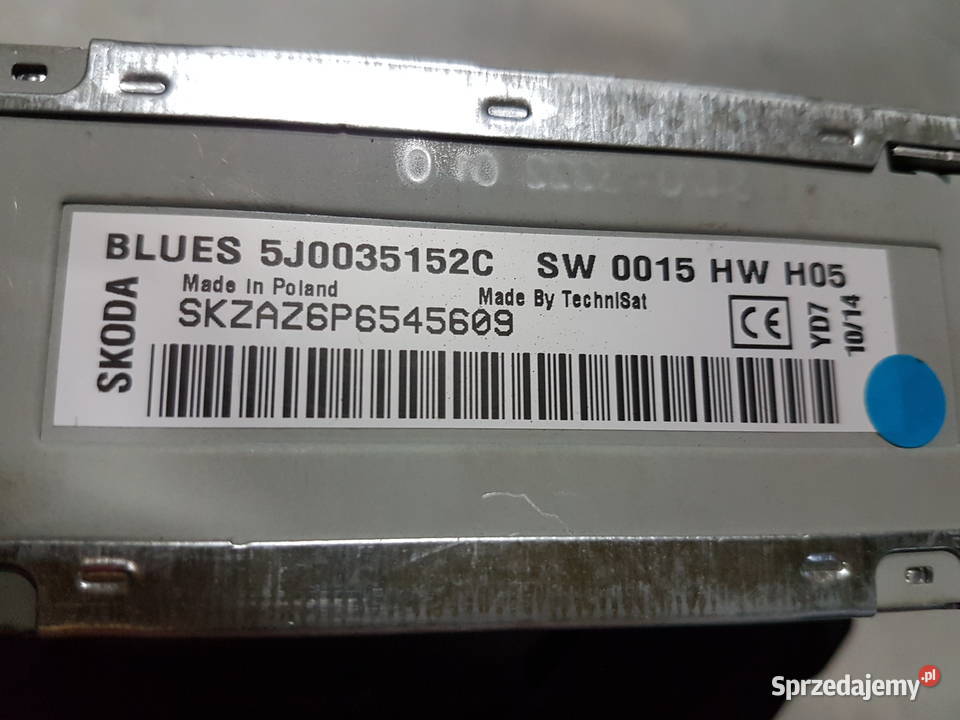 BLUES 5J0035152C SW 0015 HW H05
Made in Poland
Made By TechniSat
SKZAZ6P6545609
SKODA
CE
YD7
10/14
Sprzedajemy.pl